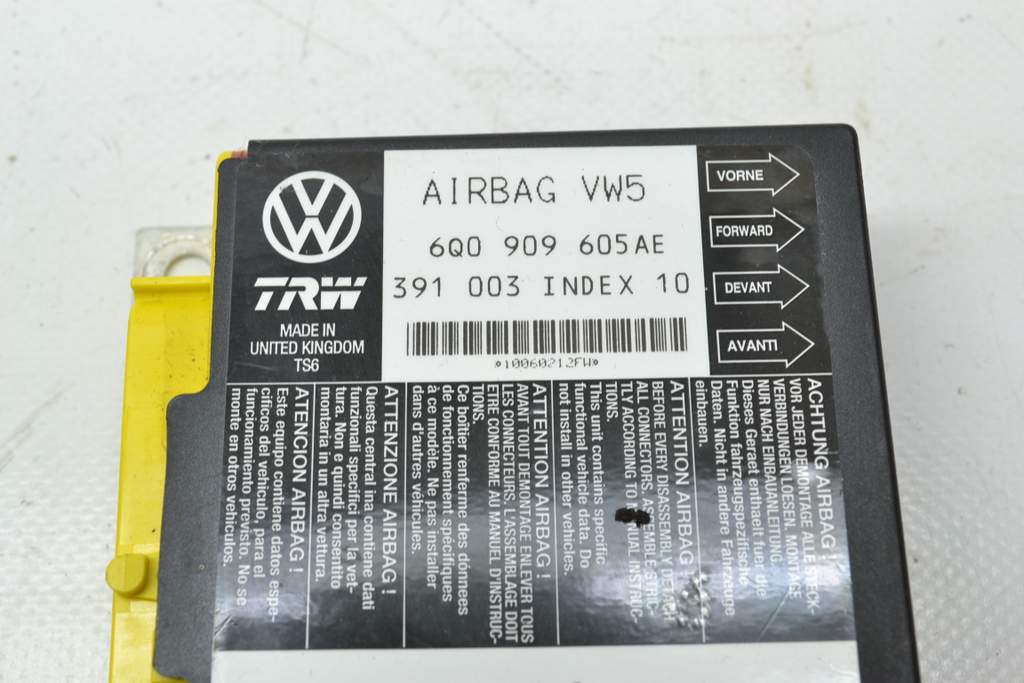 AIRBAG VW5
6Q0 909 605AE
391 003 INDEX 10
*10060212FW*
TRW
MADE IN
UNITED KINGDOM
TS6
VORNE
FORWARD
DEVANT
AVANTI
ACHTUNG AIRBAG !
VOR JEDER DEMONTAGE ALLE STECK-
VERBINDUNGEN LOESEN, MONTAGE
NUR NACH EINBAUANLEITUNG.
Dieses Geraet enthaelt fuer die
Funktion fahrzeugspezifische
Daten. Nicht in andere Fahrzeuge
einbauen.
ATTENTION AIRBAG !
BEFORE EVERY DISASSEMBLY DETACH
ALL CONNECTORS, ASSEMBLE STRIC-
TLY ACCORDING TO MANUAL INSTRUC-
TIONS.
This unit contains specific
functional vehicle data. Do
not install in other vehicles.
ATTENTION AIRBAG !
AVANT TOUT DEMONTAGE ENLEVER TOUS
LES CONNECTEURS, L'ASSEMBLAGE DOIT
ETRE CONFORME AU MANUEL D'INSTRUC-
TIONS.
Ce boîtier renferme des données
de fonctionnement spécifiques
à ce modèle. Ne pas installer
dans d'autres véhicules.
ATTENZIONE AIRBAG !
Questa central ina contiene dati
funzionali specifici per la vet-
tura. Non e quindi consentito
montaria in un altra vettura.
ATENCION AIRBAG !
Este equipo contiene datos espe-
cíficos del vehiculo, para el
funcionamiento previsto. No se
monte en otros vehiculos.